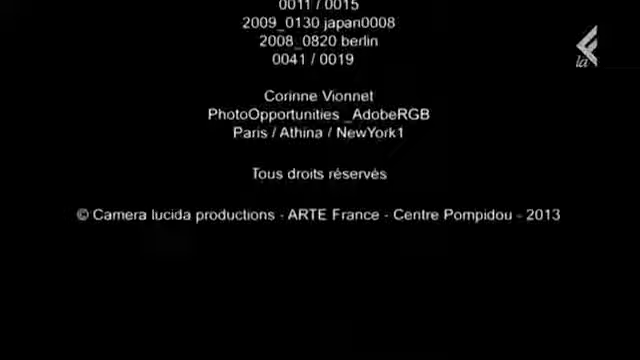 0011 / 0015
2009_0130 japan0008
2008_0820 berlin
0041 / 0019
Corinne Vionnet
PhotoOpportunities _AdobeRGB
Paris / Athina / NewYork1
Tous droits réservés
© Camera lucida productions - ARTE France - Centre Pompidou - 2013
la